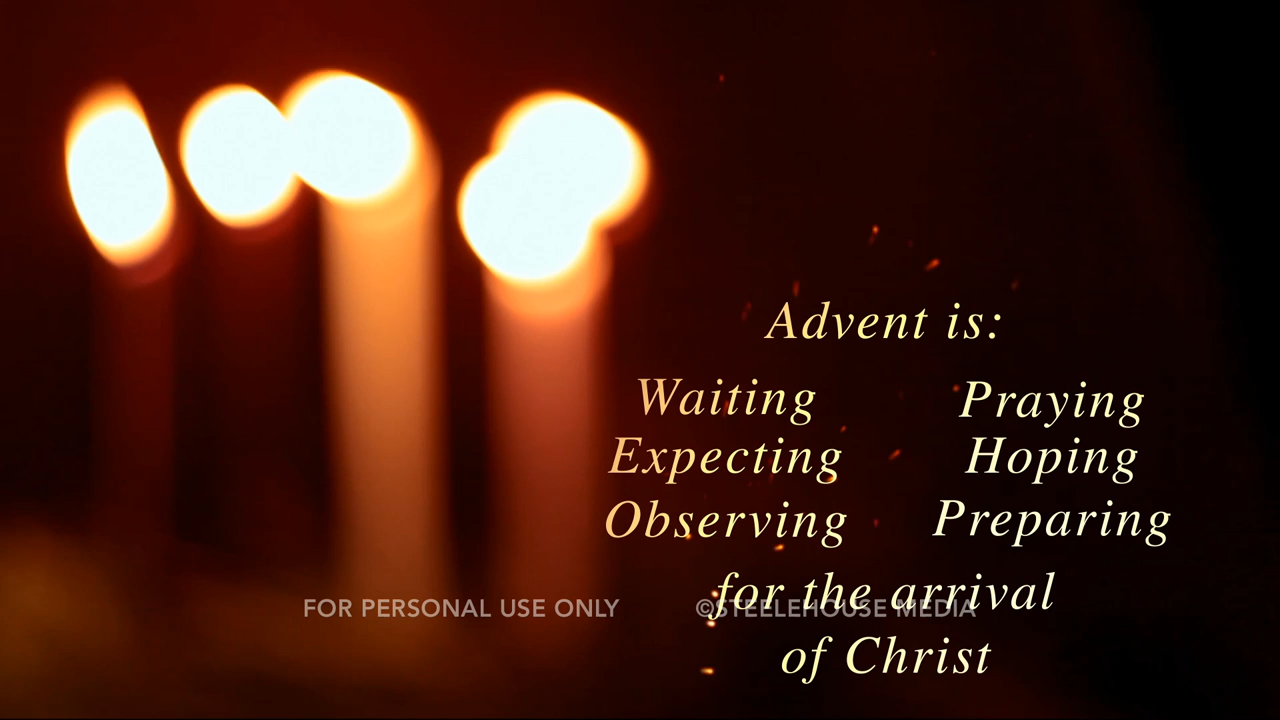 Advent is:
Waiting Praying
Expecting Hoping
Observing Preparing
for the arrival
FOR PERSONAL USE ONLY ©STEELEHOUSE MEDIA
of Christ